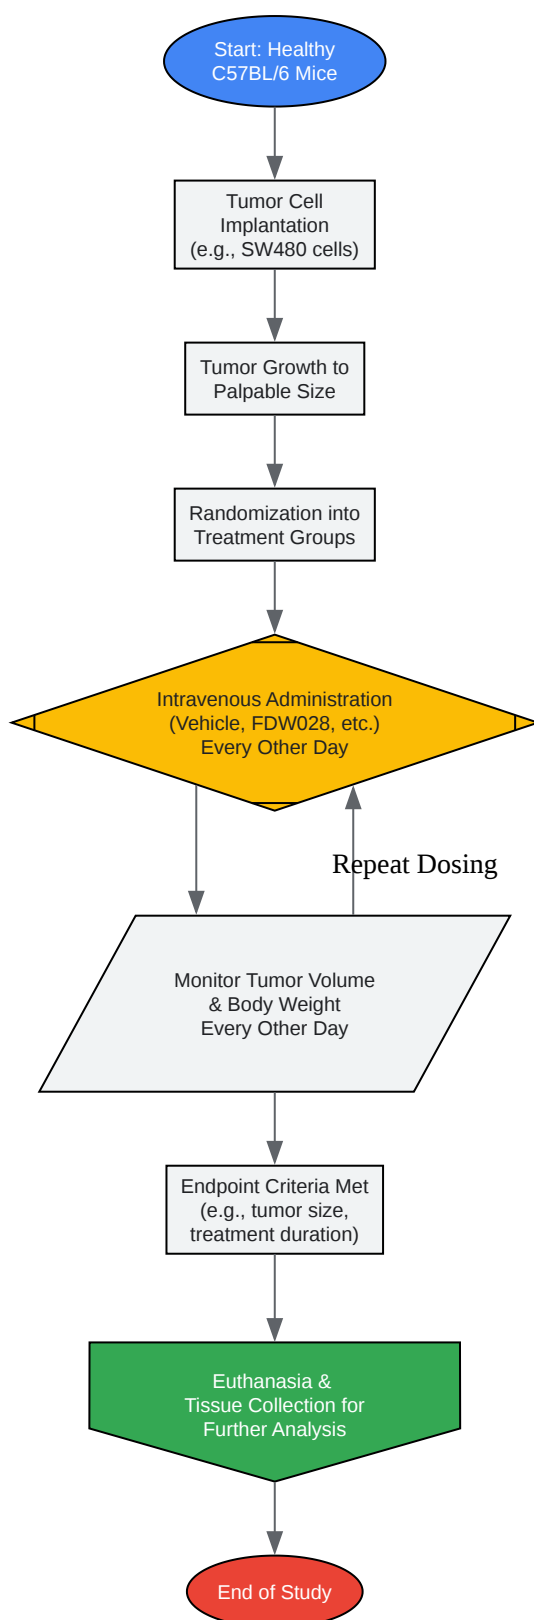 Start: Healthy
C57BL/6 Mice
Tumor Cell
Implantation
(e.g., SW480 cells)
Tumor Growth to
Palpable Size
Randomization into
Treatment Groups
Intravenous Administration
(Vehicle, FDW028, etc.)
Every Other Day
Repeat Dosing
Monitor Tumor Volume
& Body Weight
Every Other Day
Endpoint Criteria Met
(e.g., tumor size,
treatment duration)
Euthanasia &
Tissue Collection for
Further Analysis
End of Study